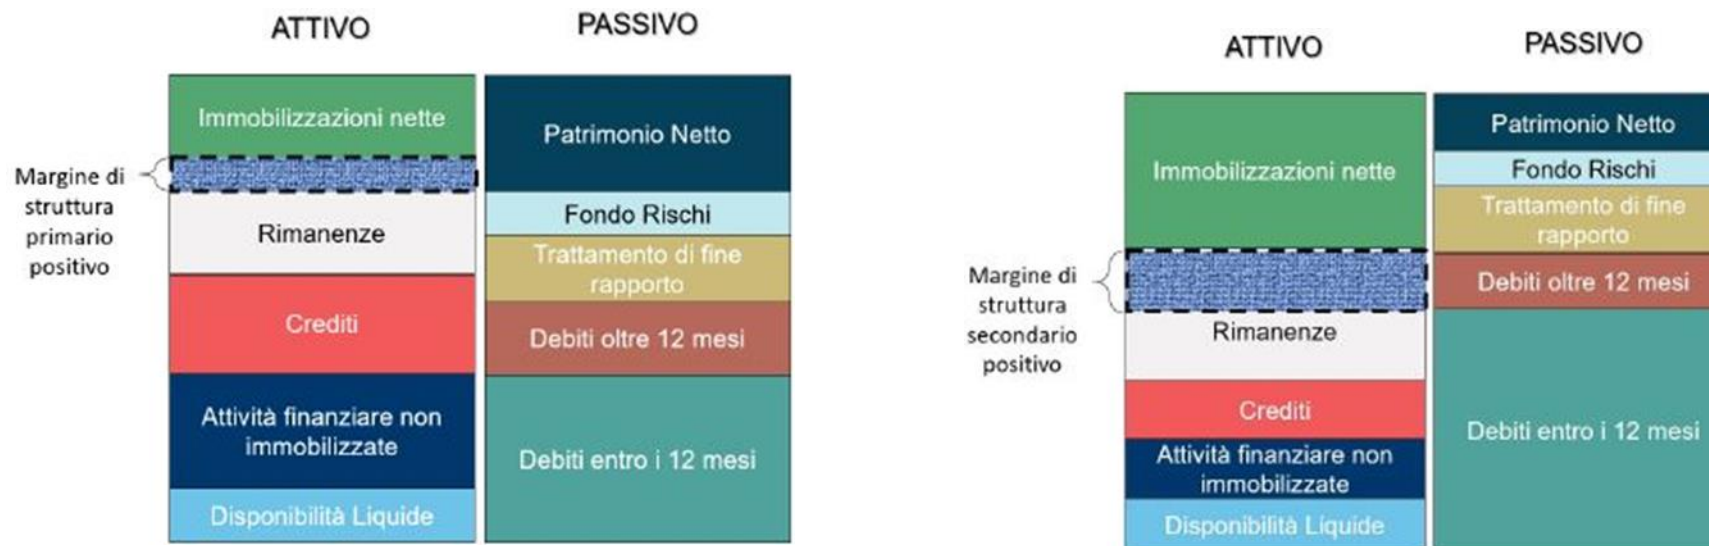 ATTIVO
PASSIVO
Immobilizzazioni nette
Margine di
struttura
primario
positivo
Rimanenze
Crediti
Attività finanziare non
immobilizzate
Disponibilità Liquide
Patrimonio Netto
Fondo Rischi
Trattamento di fine
rapporto
Debiti oltre 12 mesi
Debiti entro i 12 mesi
ATTIVO
PASSIVO
Immobilizzazioni nette
Margine di
struttura
secondario
positivo
Rimanenze
Crediti
Attività finanziare non
immobilizzate
Disponibilità Liquide
Patrimonio Netto
Fondo Rischi
Trattamento di fine
rapporto
Debiti oltre 12 mesi
Debiti entro i 12 mesi